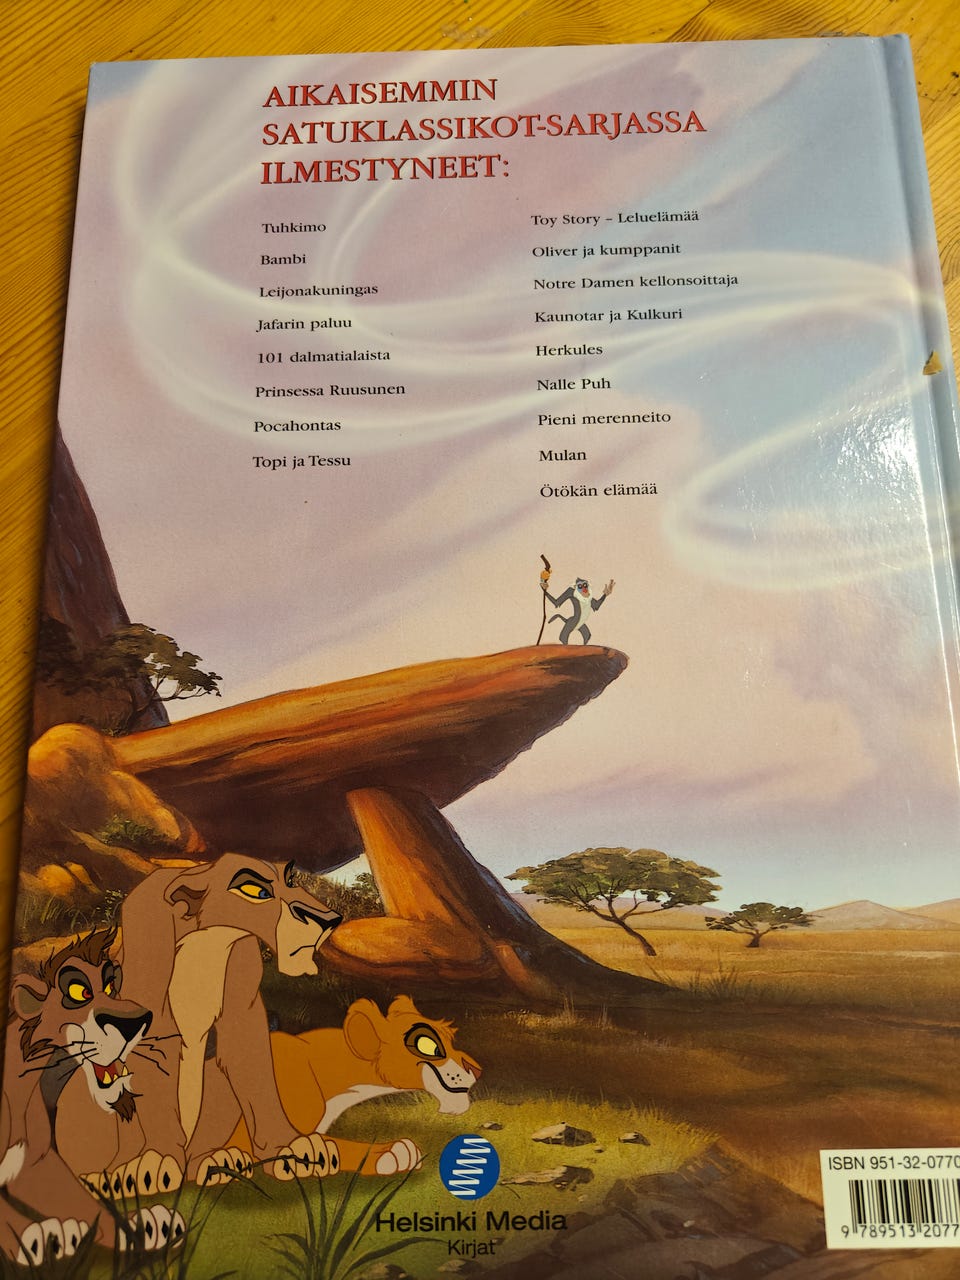 AIKAISEMMIN
SATUKLASSIKOT-SARJASSA
ILMESTYNEET:
Tuhkimo
Bambi
Leijonakuningas
Jafarin paluu
101 dalmatialaista
Prinsessa Ruusunen
Pocahontas
Topi ja Tessu
Toy Story – Leluelämää
Oliver ja kumppanit
Notre Damen kellonsoittaja
Kaunotar ja Kulkuri
Herkules
Nalle Puh
Pieni merenneito
Mulan
Ötökän elämää
Helsinki Media
Kirjat
ISBN 951-32-0770
9 789513 2077